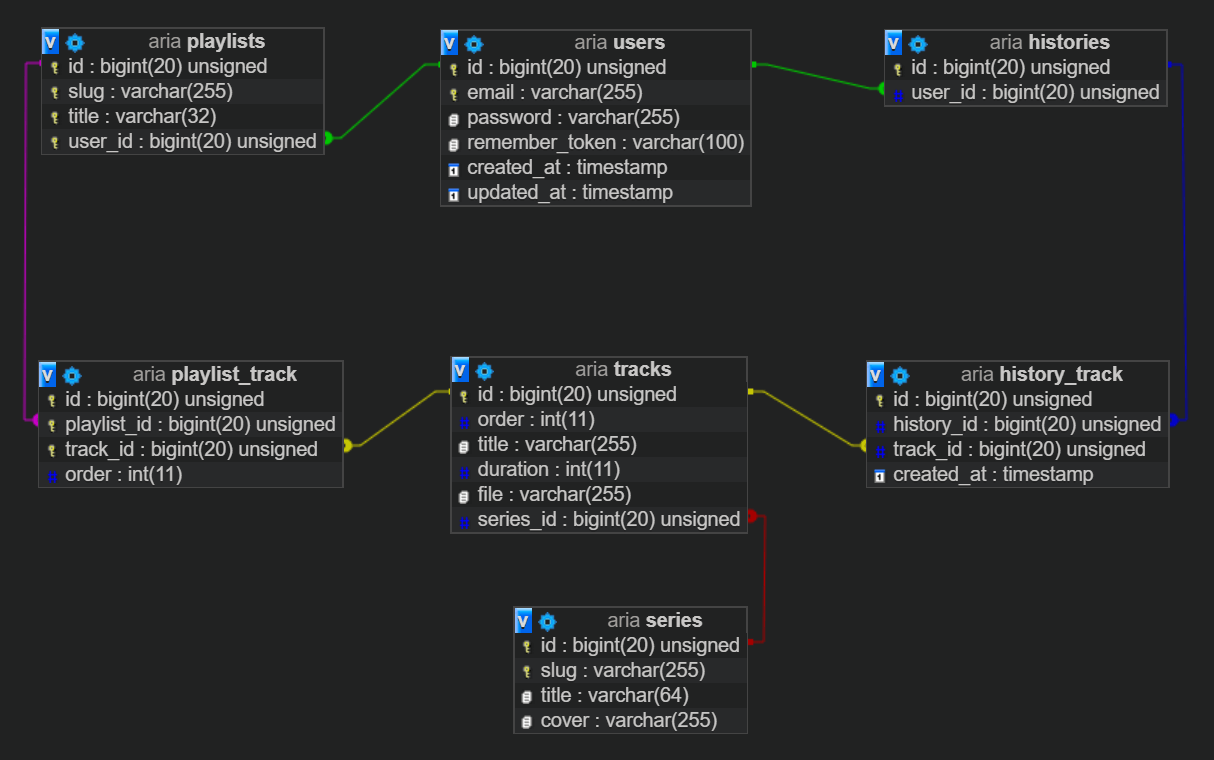 aria playlists
id : bigint(20) unsigned
slug : varchar(255)
title : varchar(32)
user_id : bigint(20) unsigned
aria users
id : bigint(20) unsigned
email : varchar(255)
password : varchar(255)
remember_token : varchar(100)
created_at : timestamp
updated_at : timestamp
aria histories
id : bigint(20) unsigned
user_id : bigint(20) unsigned
aria playlist_track
id : bigint(20) unsigned
playlist_id : bigint(20) unsigned
track_id : bigint(20) unsigned
order : int(11)
aria tracks
id : bigint(20) unsigned
order : int(11)
title : varchar(255)
duration : int(11)
file : varchar(255)
series_id : bigint(20) unsigned
aria history_track
id : bigint(20) unsigned
history_id : bigint(20) unsigned
track_id : bigint(20) unsigned
created_at : timestamp
aria series
id : bigint(20) unsigned
slug : varchar(255)
title : varchar(64)
cover : varchar(255)